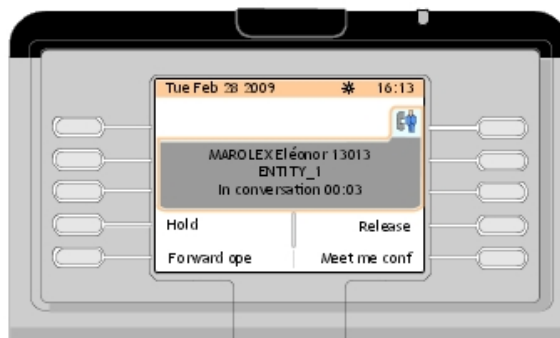 Tue Feb 28 2009 16:13
MAROLEX Eléonor 13013
ENTITY_1
In conversation 00:03
Hold Release
Forward ope Meet me conf